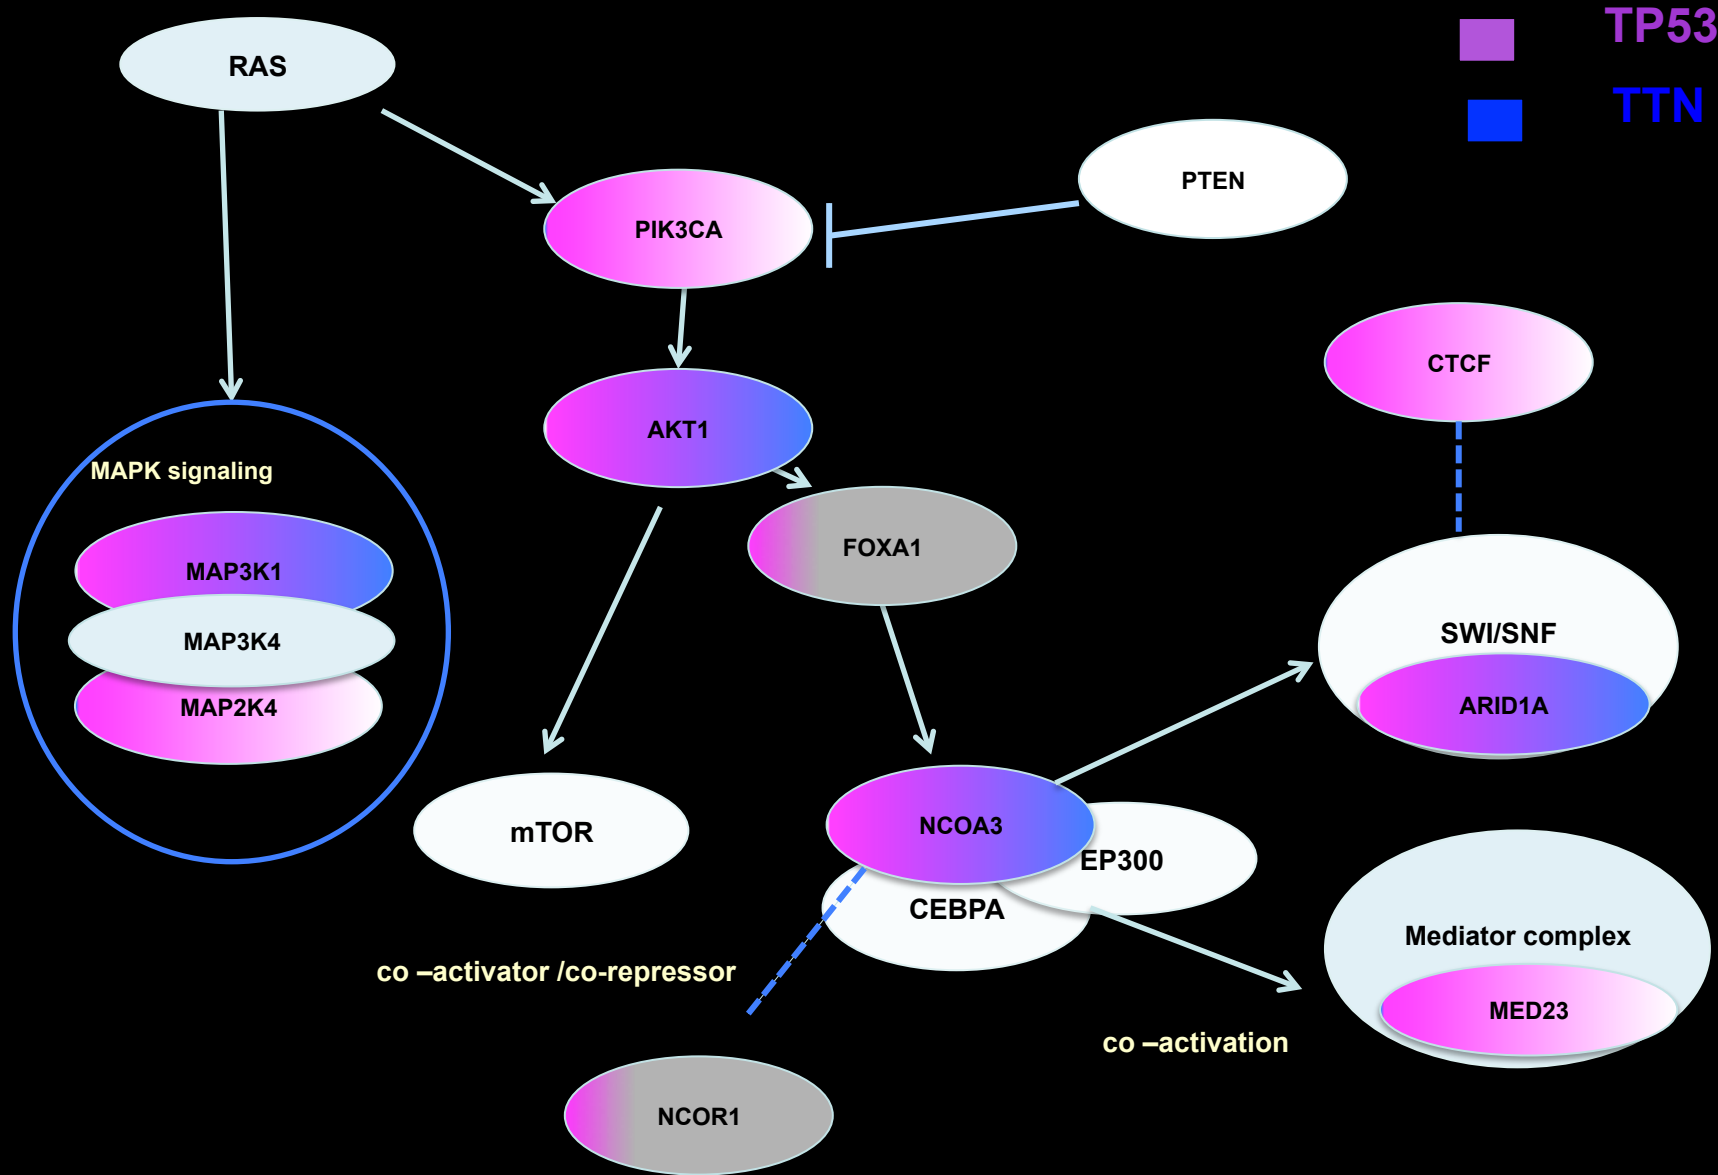 TP53
RAS
TTN
PTEN
PIK3CA
CTCF
AKT1
MAPK signaling
FOXA1
MAP3K1
SWI/SNF
MAP3K4
ARID1A
MAP2K4
NCOA3
mTOR
EP300
CEBPA
Mediator complex
co –activator /co-repressor
MED23
co –activation
NCOR1